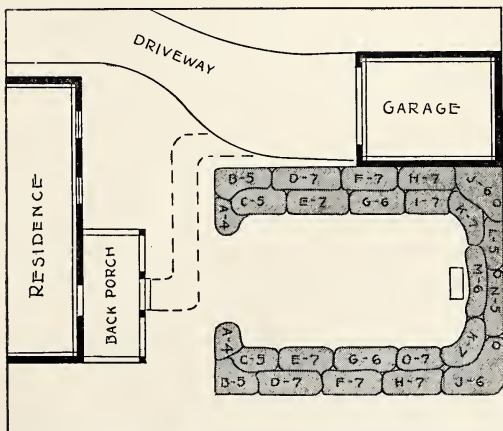 DRIVEWAY
GARAGE
RESIDENCE
BACK PORCH
B-5 D-7 F-7 H-7 J-6
A-4 C-5 E-7 G-6 I-7 K-7
L-5
O
M-6 N-5
O
A-4 C-5 E-7 G-6 O-7 K-7
B-5 D-7 F-7 H-7 J-6